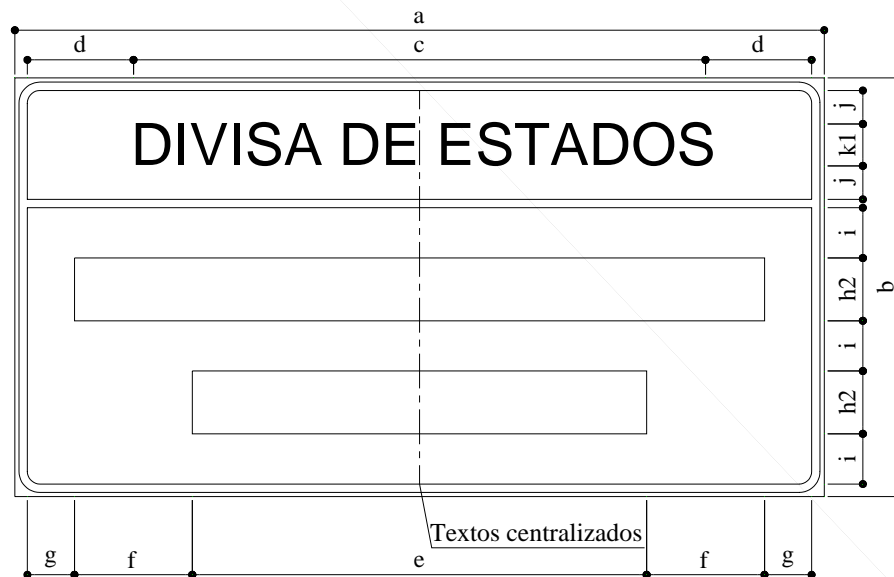 a
d c d
DIVISA DE ESTADOS
j
k1
j
i
h2
b
i
h2
i
Textos centralizados
g f e f g